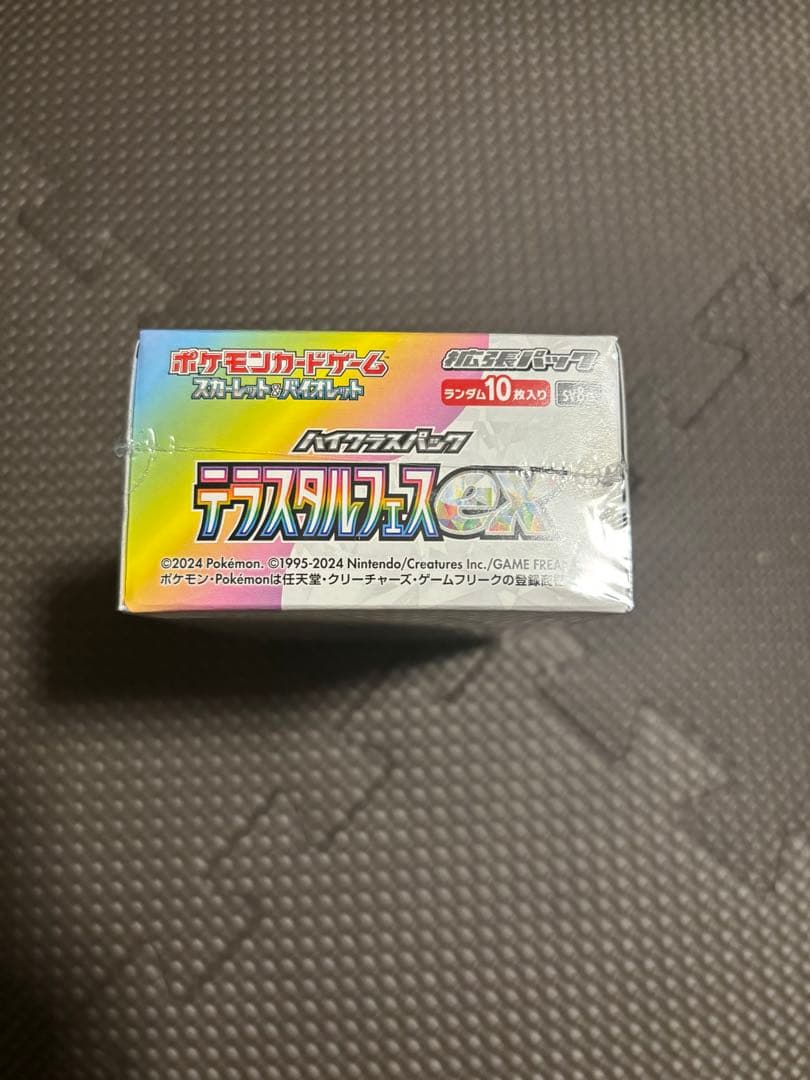 ポケモンカードゲーム
スカーレット&バイオレット
拡張パック
ランダム10枚入り
ハイクラスパック
テラスタルフェスex
©2024 Pokémon. ©1995-2024 Nintendo/Creatures Inc./GAME FREAK
ポケモン・Pokémonは任天堂・クリーチャーズ・ゲームフリークの登録商標